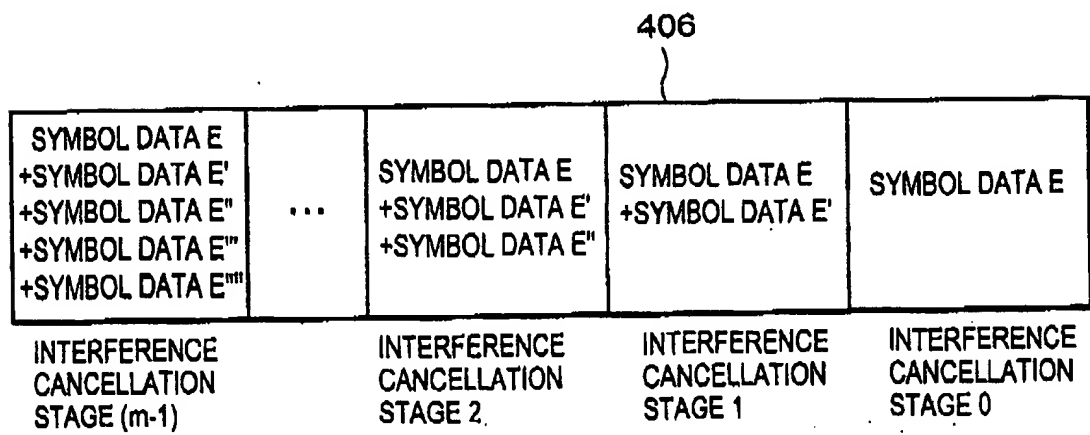 406
SYMBOL DATA E
+SYMBOL DATA E'
+SYMBOL DATA E"
+SYMBOL DATA E"'
+SYMBOL DATA E""
...
SYMBOL DATA E
+SYMBOL DATA E'
+SYMBOL DATA E"
SYMBOL DATA E
+SYMBOL DATA E'
SYMBOL DATA E
INTERFERENCE
CANCELLATION
STAGE (m-1)
INTERFERENCE
CANCELLATION
STAGE 2
INTERFERENCE
CANCELLATION
STAGE 1
INTERFERENCE
CANCELLATION
STAGE 0